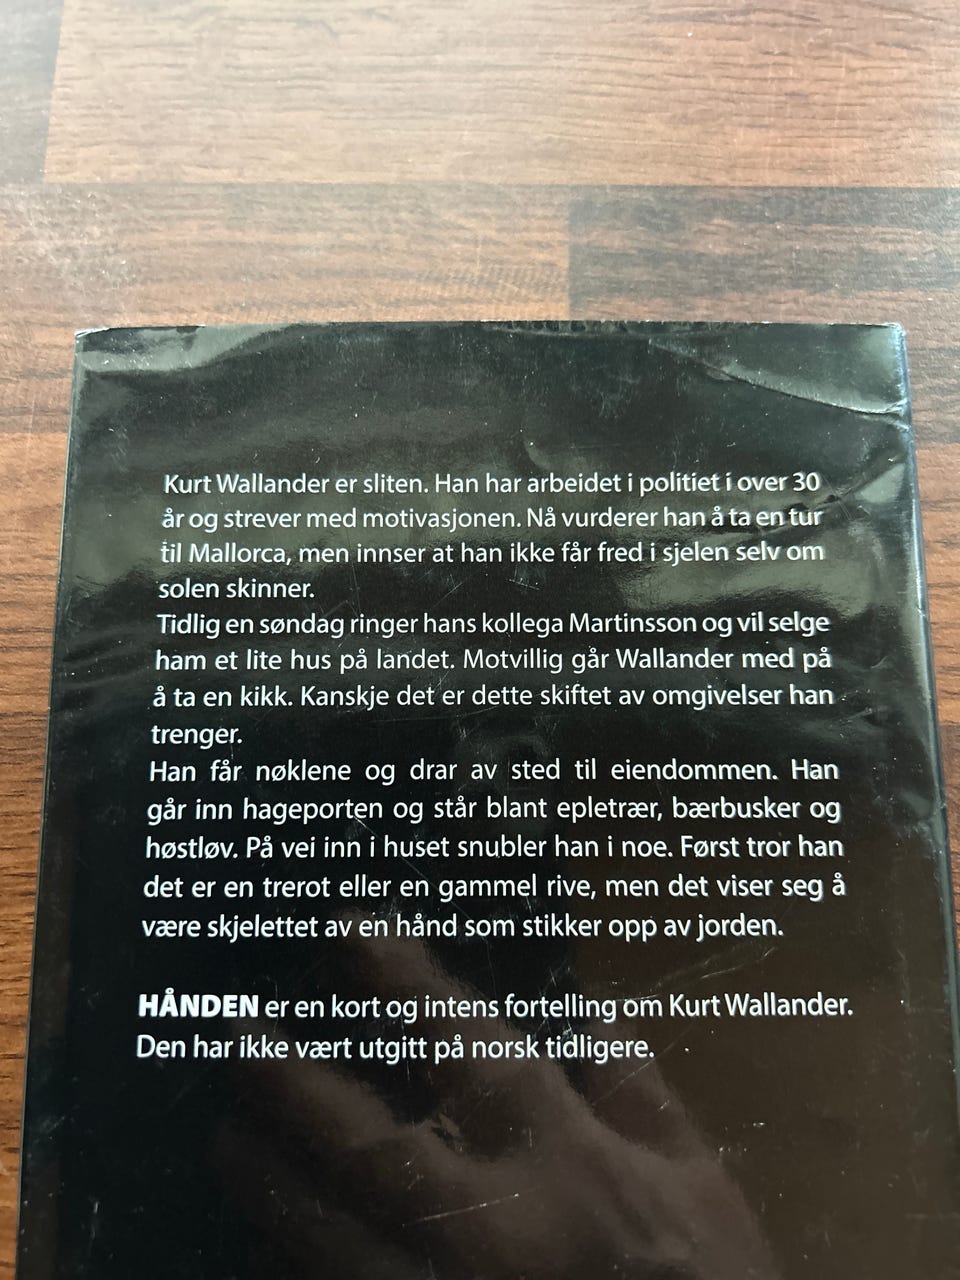 Kurt Wallander er sliten. Han har arbeidet i politiet i over 30
år og strever med motivasjonen. Nå vurderer han å ta en tur
til Mallorca, men innser at han ikke får fred i sjelen selv om
solen skinner.
Tidlig en søndag ringer hans kollega Martinsson og vil selge
ham et lite hus på landet. Motvillig går Wallander med på
å ta en kikk. Kanskje det er dette skiftet av omgivelser han
trenger.
Han får nøklene og drar av sted til eiendommen. Han
går inn hageporten og står blant epletrær, bærbusker og
høstløv. På vei inn i huset snubler han i noe. Først tror han
det er en trerot eller en gammel rive, men det viser seg å
være skjelettet av en hånd som stikker opp av jorden.
HÅNDEN er en kort og intens fortelling om Kurt Wallander.
Den har ikke vært utgitt på norsk tidligere.